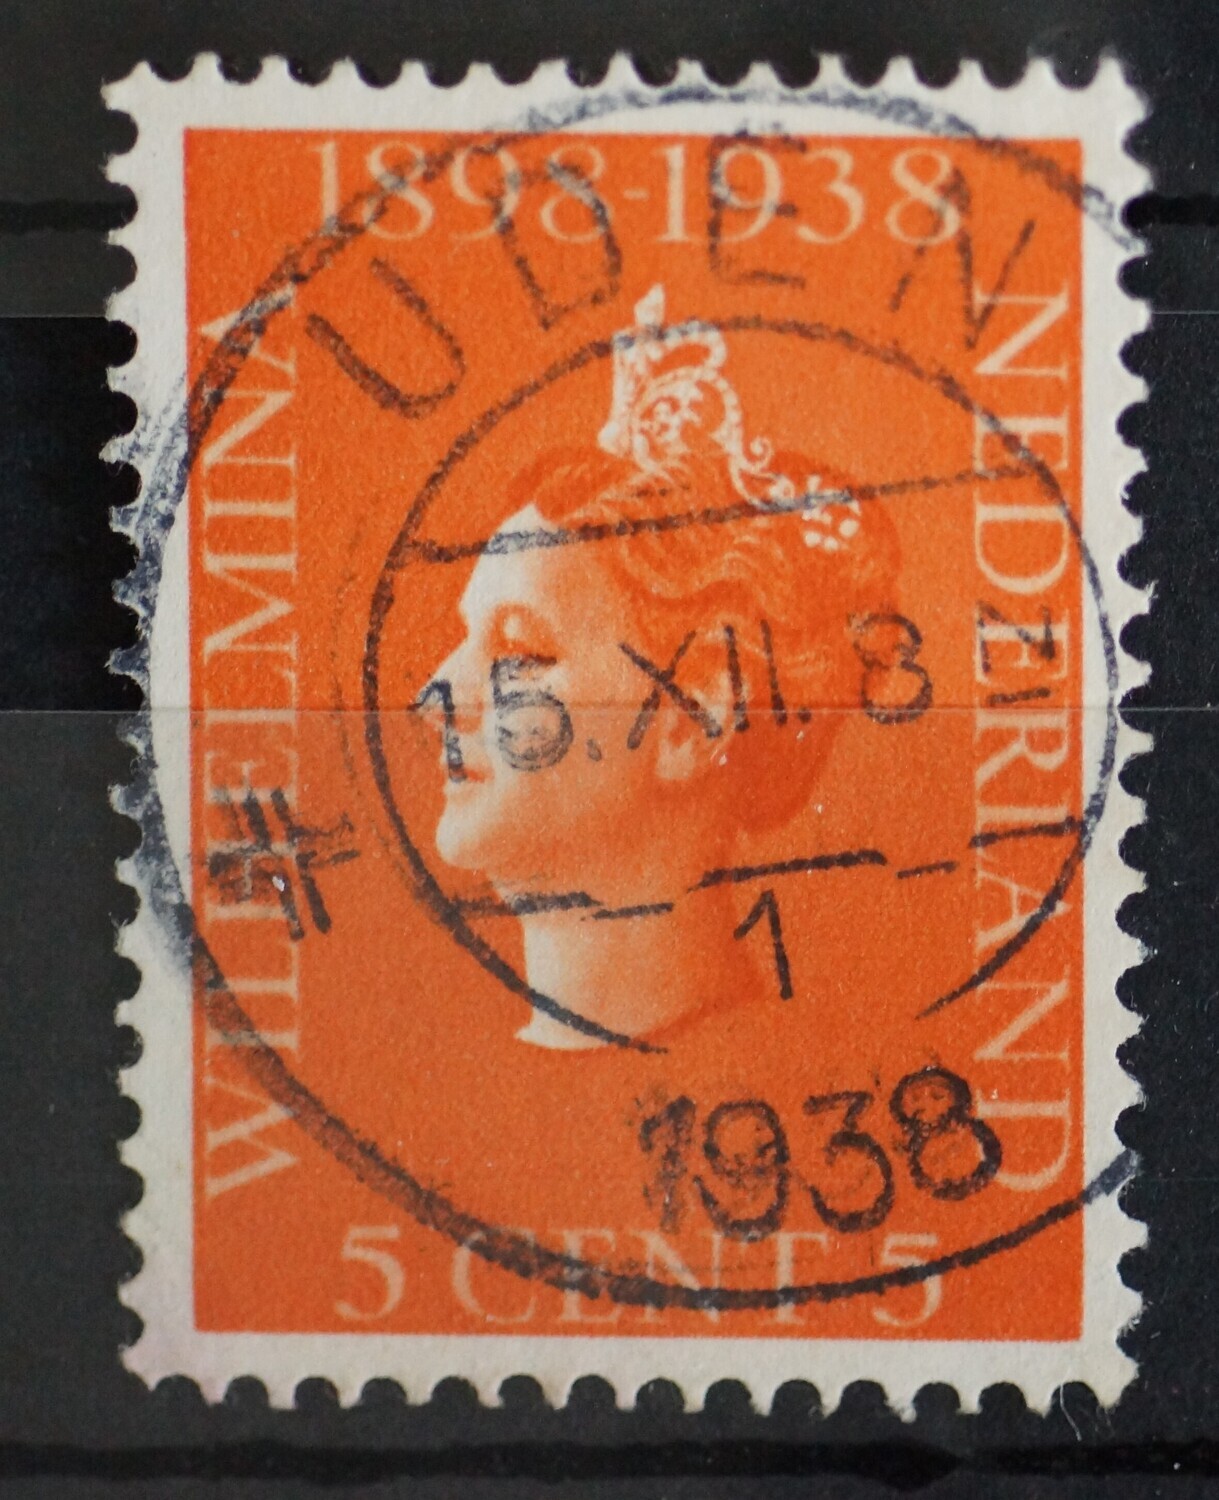 1898-1938
WILHELMINA
NEDERLAND
5 CENT 5
UDEN
15.XII.8
1
1938